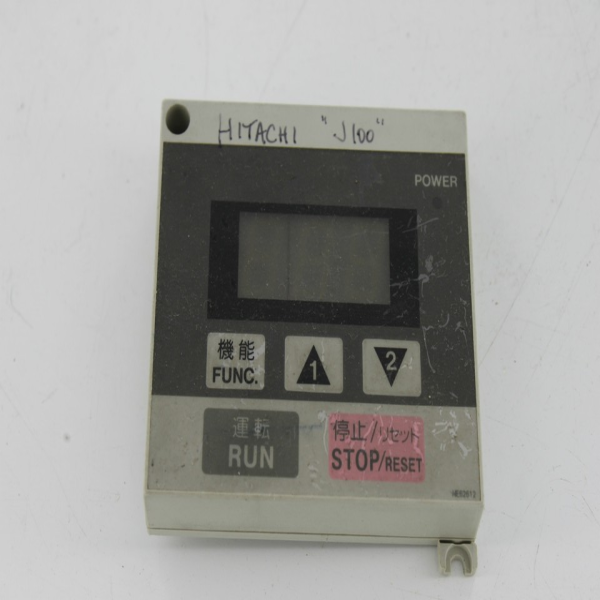 HITACHI "J100"
POWER
機能
FUNC.
1
2
運転
RUN
停止/リセット
STOP/RESET